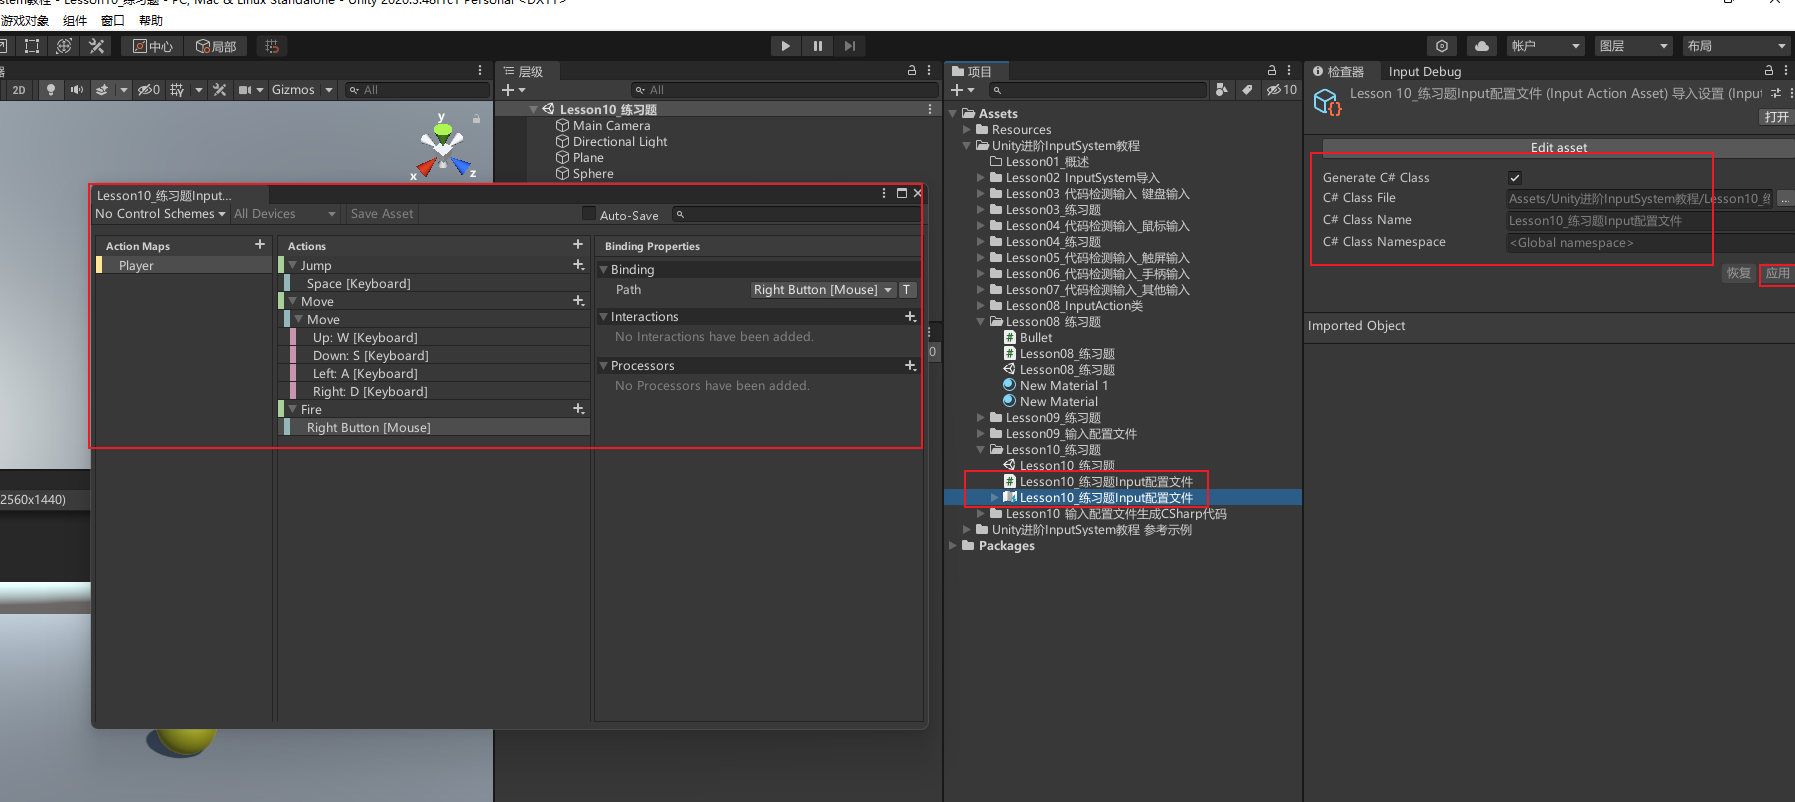 stem教程 - Lesson10_练习题 - PC, Mac & Linux Standalone - Unity 2020.3.48f1c1 Personal <DX11>
游戏对象 组件 窗口 帮助
中心 局部
帐户 图层 布局
2D 0 Gizmos All
层级
All
Lesson10_练习题
Main Camera
Directional Light
Plane
Sphere
y
x z
项目
10
Assets
Resources
Unity进阶InputSystem教程
Lesson01_概述
Lesson02_InputSystem导入
Lesson03_代码检测输入_键盘输入
Lesson03_练习题
Lesson04_代码检测输入_鼠标输入
Lesson04_练习题
Lesson05_代码检测输入_触屏输入
Lesson06_代码检测输入_手柄输入
Lesson07_代码检测输入_其他输入
Lesson08_InputAction类
Lesson08_练习题
Bullet
Lesson08_练习题
Lesson08_练习题
New Material 1
New Material
Lesson09_练习题
Lesson09_输入配置文件
Lesson10_练习题
Lesson10_练习题
Lesson10_练习题Input配置文件
Lesson10_练习题Input配置文件
Lesson10_输入配置文件生成CSharp代码
Unity进阶InputSystem教程_参考示例
Packages
检查器 Input Debug
Lesson 10_练习题Input配置文件 (Input Action Asset) 导入设置 (Inpu
打开
Edit asset
Generate C# Class
C# Class File Assets/Unity进阶InputSystem教程/Lesson10_
...
C# Class Name Lesson10_练习题Input配置文件
C# Class Namespace <Global namespace>
恢复 应用
Imported Object
Lesson10_练习题Input...
No Control Schemes All Devices Save Asset Auto-Save
Action Maps
Player
Actions
Jump
Space [Keyboard]
Move
Move
Up: W [Keyboard]
Down: S [Keyboard]
Left: A [Keyboard]
Right: D [Keyboard]
Fire
Right Button [Mouse]
Binding Properties
Binding
Path Right Button [Mouse] T
Interactions
No Interactions have been added.
Processors
No Processors have been added.
2560x1440)
0